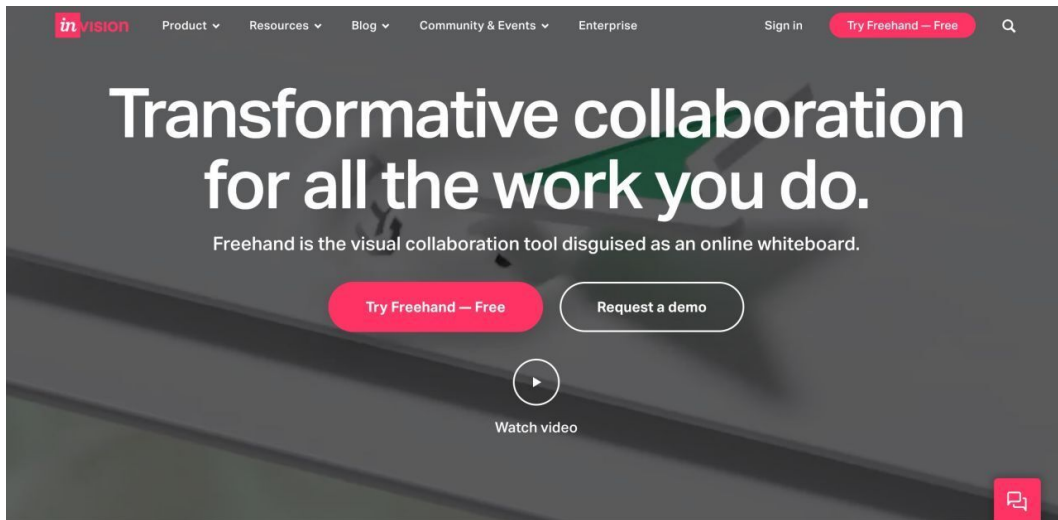 invision
Product
Resources
Blog
Community & Events
Enterprise
Sign in
Try Freehand — Free
Transformative collaboration
for all the work you do.
Freehand is the visual collaboration tool disguised as an online whiteboard.
Try Freehand — Free
Request a demo
Watch video